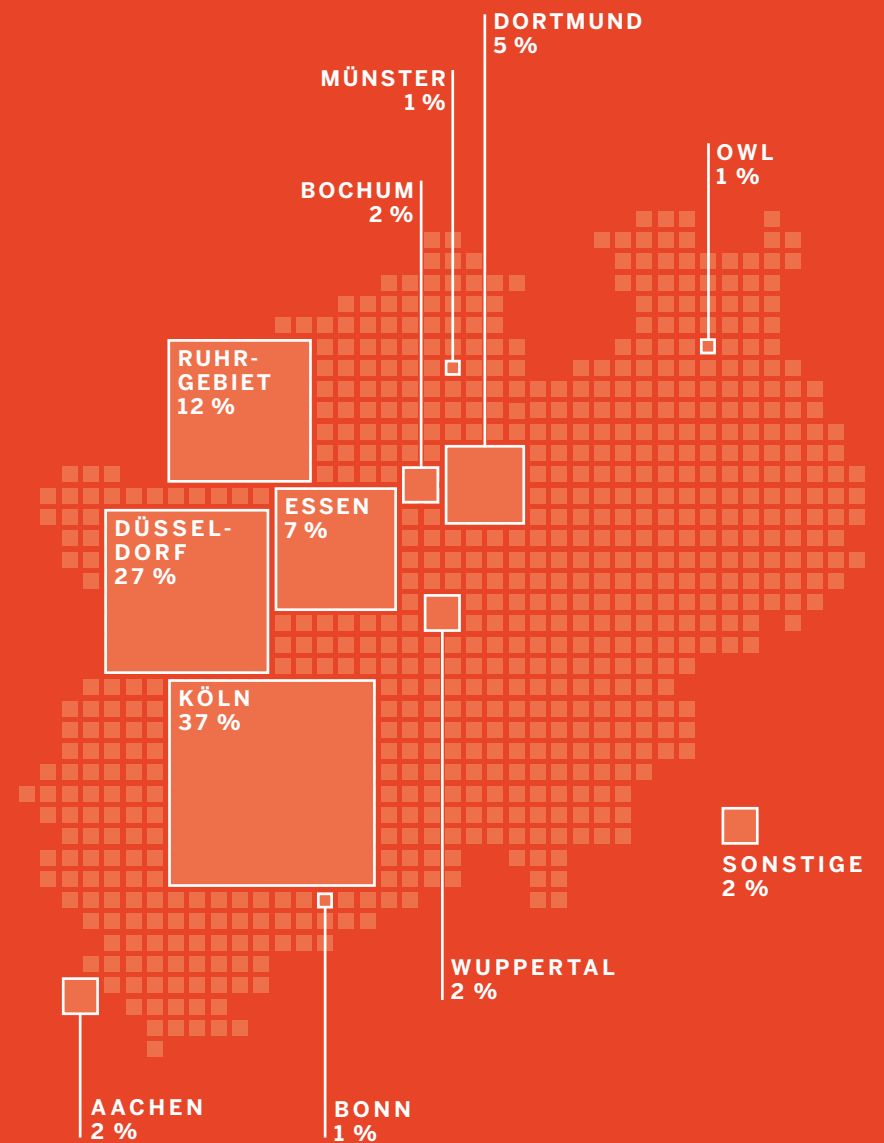 DORTMUND
5 %
MÜNSTER
1 %
OWL
1 %
BOCHUM
2 %
RUHR-
GEBIET
12 %
ESSEN
7 %
DÜSSEL-
DORF
27 %
KÖLN
37 %
SONSTIGE
2 %
WUPPERTAL
2 %
AACHEN
2 %
BONN
1 %